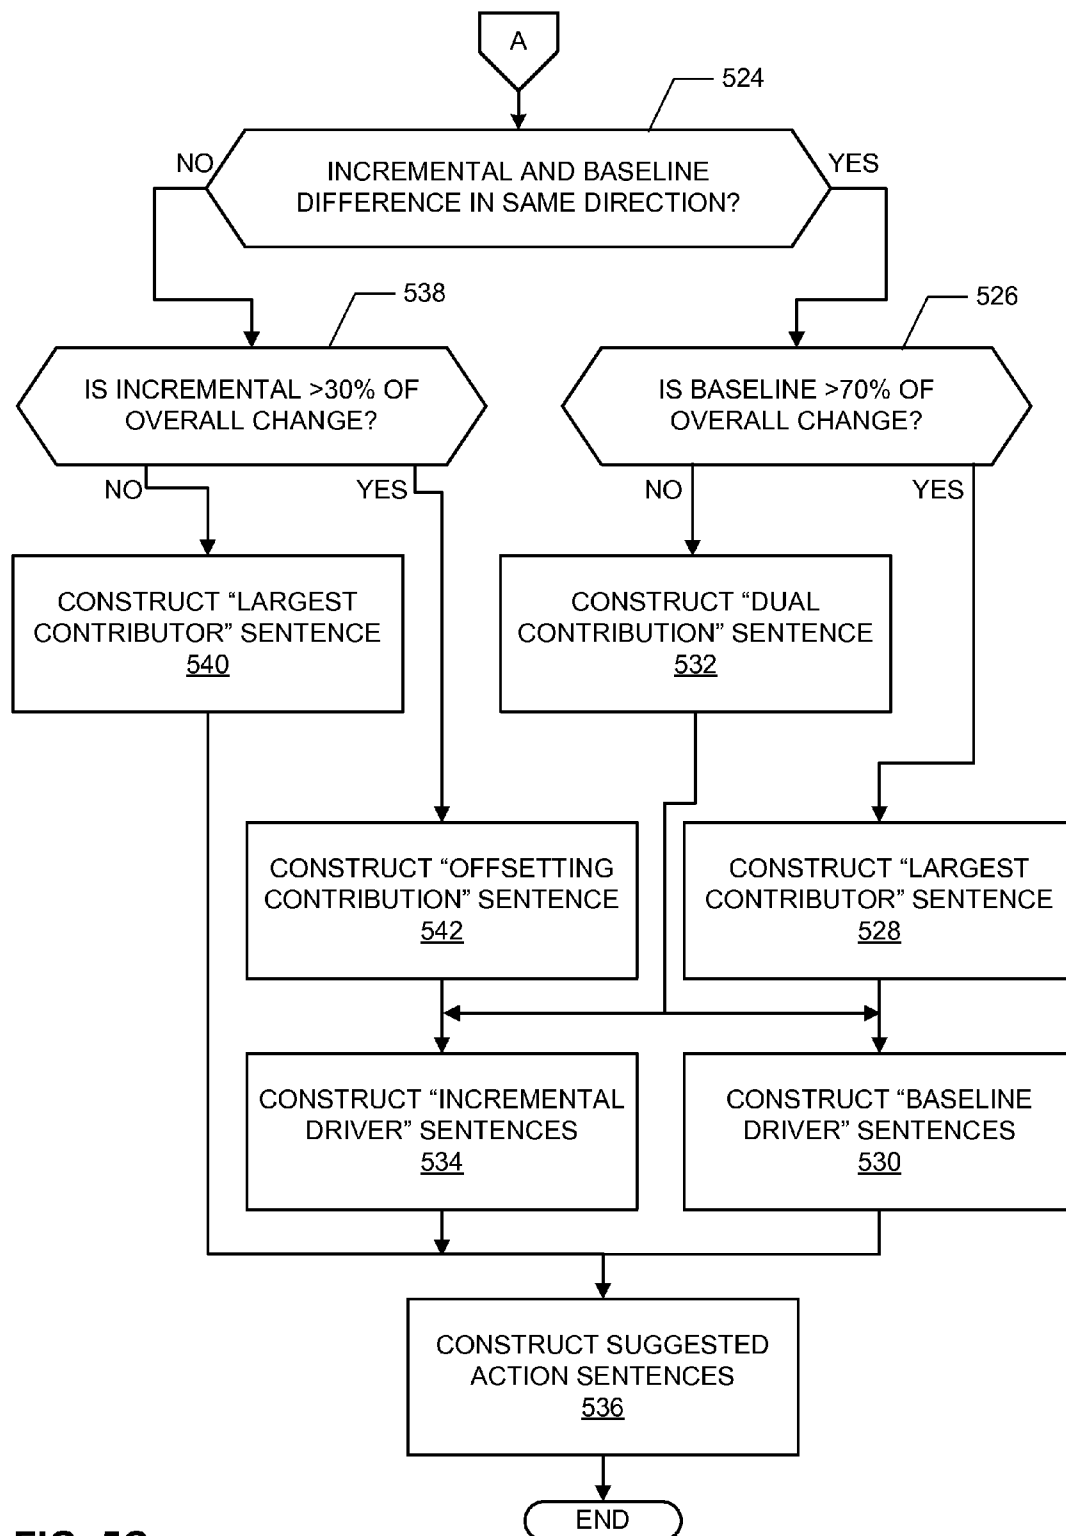 A
524
NO
YES
INCREMENTAL AND BASELINE
DIFFERENCE IN SAME DIRECTION?
538
526
IS INCREMENTAL >30% OF
OVERALL CHANGE?
IS BASELINE >70% OF
OVERALL CHANGE?
NO
YES
NO
YES
CONSTRUCT “LARGEST
CONTRIBUTOR” SENTENCE
540
CONSTRUCT “DUAL
CONTRIBUTION” SENTENCE
532
CONSTRUCT “OFFSETTING
CONTRIBUTION” SENTENCE
542
CONSTRUCT “LARGEST
CONTRIBUTOR” SENTENCE
528
CONSTRUCT “INCREMENTAL
DRIVER” SENTENCES
534
CONSTRUCT “BASELINE
DRIVER” SENTENCES
530
CONSTRUCT SUGGESTED
ACTION SENTENCES
536
END